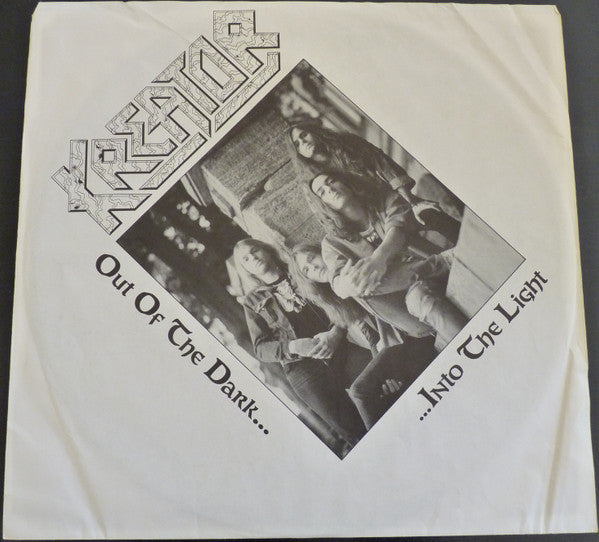 KREATOR
Out Of The Dark...
...Into The Light